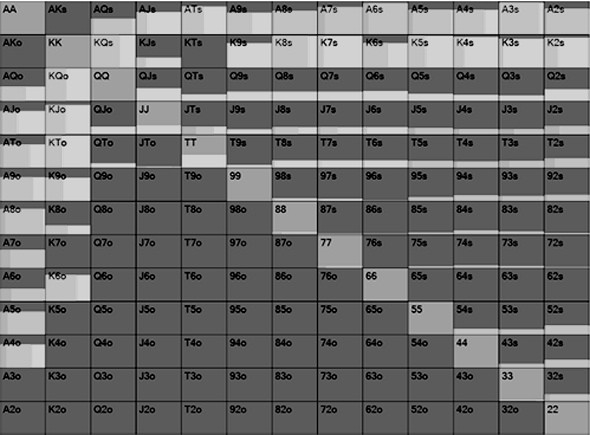 AA AKs AQs AJs ATs A9s A8s A7s A6s A5s A4s A3s A2s
AKo KK KQs KJs KTs K9s K8s K7s K6s K5s K4s K3s K2s
AQo KQo QQ QJs QTs Q9s Q8s Q7s Q6s Q5s Q4s Q3s Q2s
AJo KJo QJo JJ JTs J9s J8s J7s J6s J5s J4s J3s J2s
ATo KTo QTo JTo TT T9s T8s T7s T6s T5s T4s T3s T2s
A9o K9o Q9o J9o T9o 99 98s 97s 96s 95s 94s 93s 92s
A8o K8o Q8o J8o T8o 98o 88 87s 86s 85s 84s 83s 82s
A7o K7o Q7o J7o T7o 97o 87o 77 76s 75s 74s 73s 72s
A6o K6o Q6o J6o T6o 96o 86o 76o 66 65s 64s 63s 62s
A5o K5o Q5o J5o T5o 95o 85o 75o 65o 55 54s 53s 52s
A4o K4o Q4o J4o T4o 94o 84o 74o 64o 54o 44 43s 42s
A3o K3o Q3o J3o T3o 93o 83o 73o 63o 53o 43o 33 32s
A2o K2o Q2o J2o T2o 92o 82o 72o 62o 52o 42o 32o 22